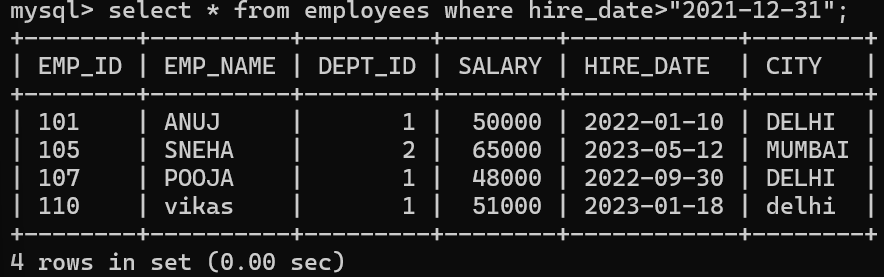 mysql> select * from employees where hire_date>"2021-12-31";
+--------+----------+---------+--------+------------+--------+
| EMP_ID | EMP_NAME | DEPT_ID | SALARY | HIRE_DATE  | CITY   |
+--------+----------+---------+--------+------------+--------+
| 101    | ANUJ     |       1 |  50000 | 2022-01-10 | DELHI  |
| 105    | SNEHA    |       2 |  65000 | 2023-05-12 | MUMBAI |
| 107    | POOJA    |       1 |  48000 | 2022-09-30 | DELHI  |
| 110    | vikas    |       1 |  51000 | 2023-01-18 | delhi  |
+--------+----------+---------+--------+------------+--------+
4 rows in set (0.00 sec)